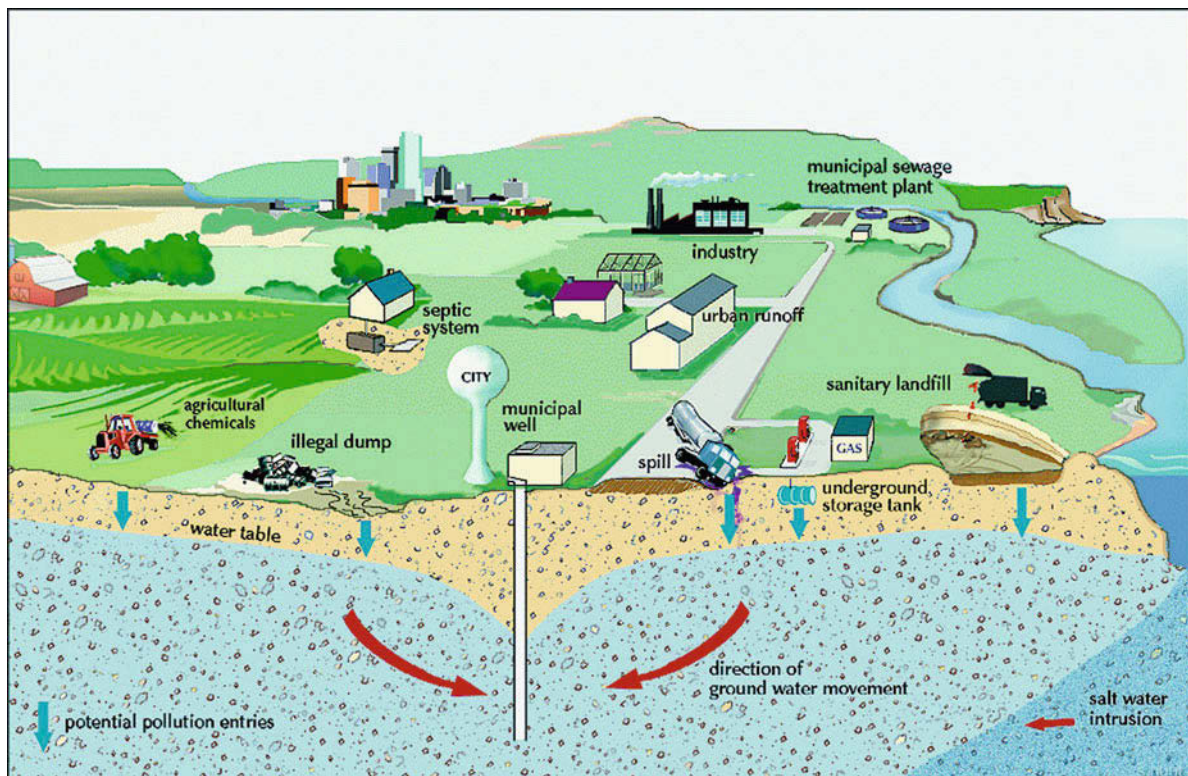 municipal sewage
treatment plant
industry
septic
system
urban runoff
CITY
sanitary landfill
agricultural
chemicals
municipal
well
illegal dump
GAS
spill
underground
storage tank
water table
direction of
ground water movement
potential pollution entries
salt water
intrusion